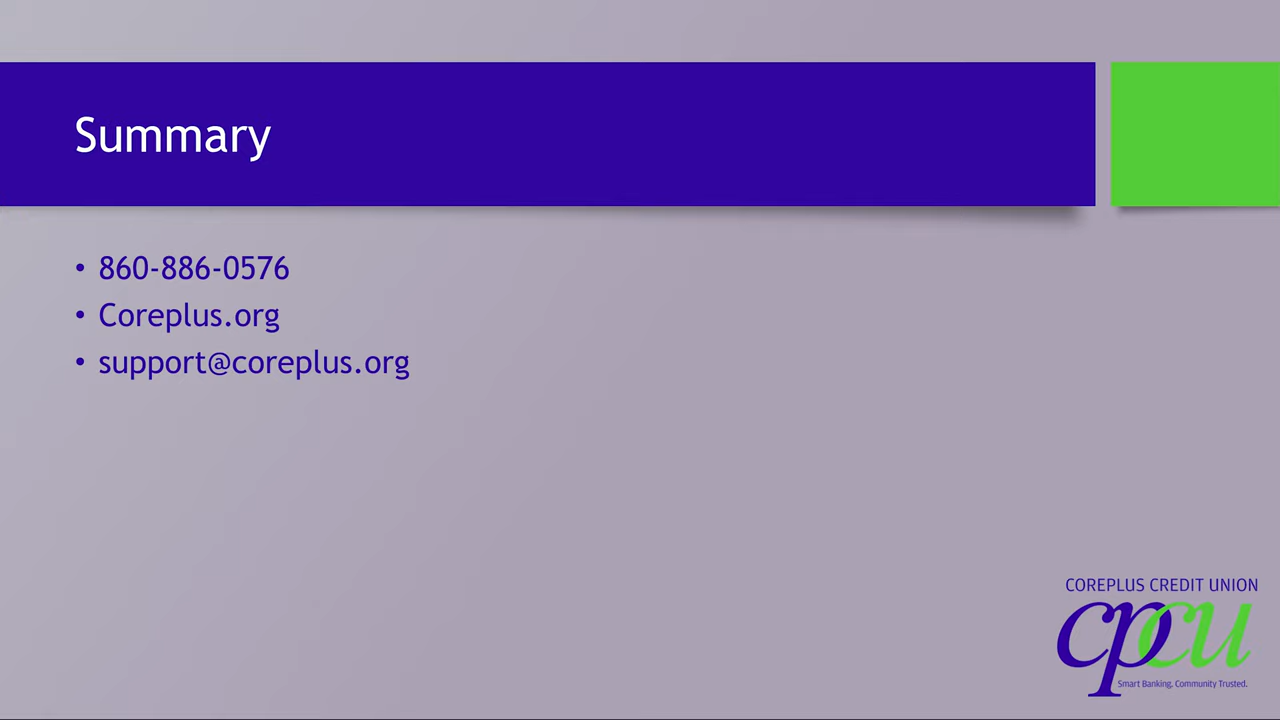 Summary
• 860-886-0576
• Coreplus.org
• support@coreplus.org
COREPLUS CREDIT UNION
cpcu
Smart Banking. Community Trusted.